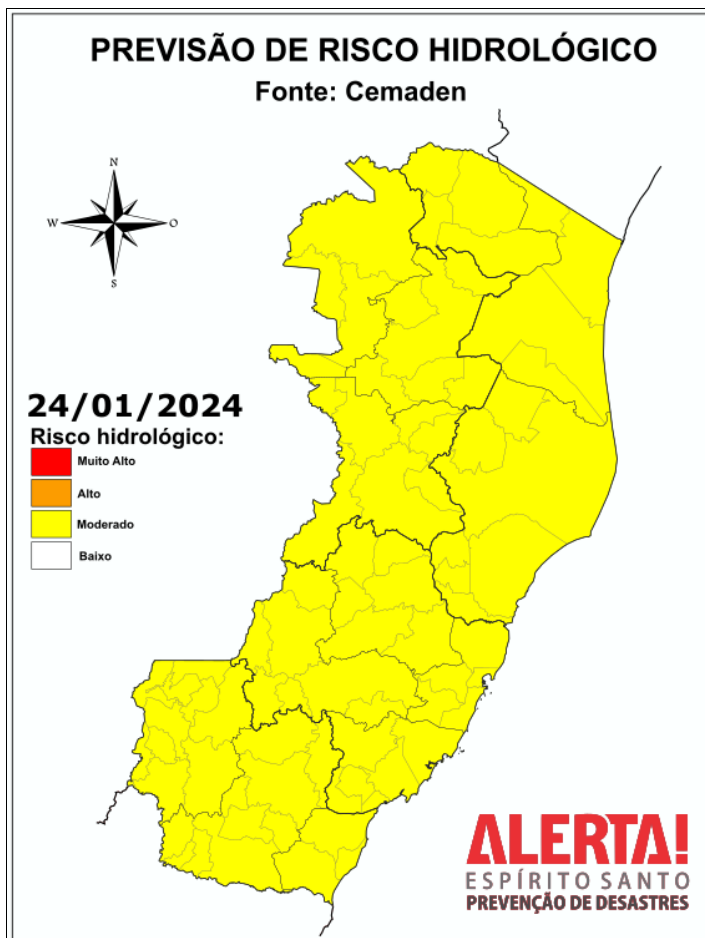 PREVISÃO DE RISCO HIDROLÓGICO
Fonte: Cemaden
N
W
O
S
24/01/2024
Risco hidrológico:
Muito Alto
Alto
Moderado
Baixo
ALERTA!
ESPÍRITO SANTO
PREVENÇÃO DE DESASTRES